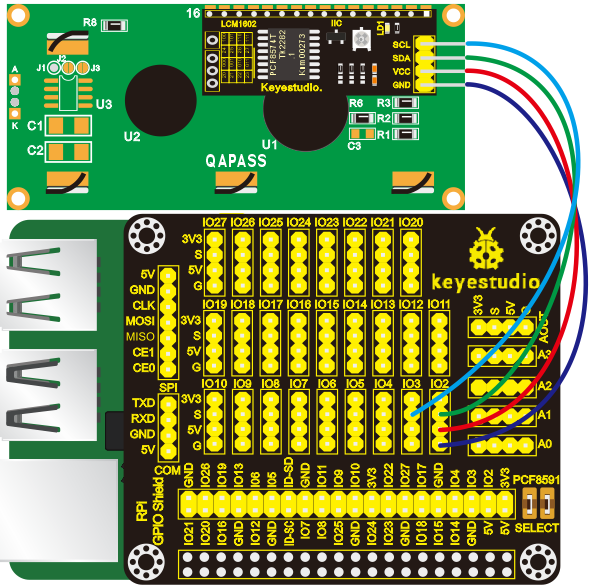 16 LCM1602 IIC LD1
R8
PCF8574T
Tk2282
.1
Kim00273
SCL
SDA
VCC
GND
Keyestudio.
J1 J2 J3
A
K
U3
C1
C2
U2
U1
R6
C3
R3
R2
R1
QAPASS
IO27 IO26 IO25 IO24 IO23 IO22 IO21 IO20
3V3
S
5V
G
keyestudio
IO19 IO18 IO17 IO16 IO15 IO14 IO13 IO12 IO11
3V3
S
5V
G
IO10 IO9 IO8 IO7 IO6 IO5 IO4 IO3 IO2
3V3
S
5V
G
5V
GND
CLK
MOSI
MISO
CE1
CE0
SPI
TXD
RXD
GND
5V
COM
3V3 S 5V G
AOUT
A3
A2
A1
A0
RPI
GPIO Shield
GND IO26 IO19 IO13 IO6 IO5 ID-SD GND IO11 IO9 IO10 3V3 IO22 IO27 IO17 GND IO4 IO3 IO2 3V3
IO21 IO20 IO16 IO12 GND ID-SC IO7 IO8 IO25 GND IO24 IO23 GND IO18 IO15 IO14 GND 5V 5V
PCF8591
SELECT
keyestudio